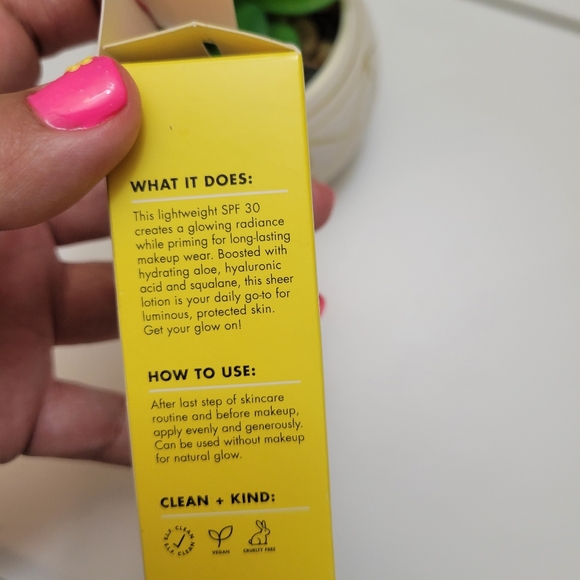 WHAT IT DOES:
This lightweight SPF 30
creates a glowing radiance
while priming for long-lasting
makeup wear. Boosted with
hydrating aloe, hyaluronic
acid and squalane, this sheer
lotion is your daily go-to for
luminous, protected skin.
Get your glow on!
HOW TO USE:
After last step of skincare
routine and before makeup,
apply evenly and generously.
Can be used without makeup
for natural glow.
CLEAN + KIND:
E.L.F. CLEAN E.L.F. CLEAN
VEGAN
CRUELTY FREE